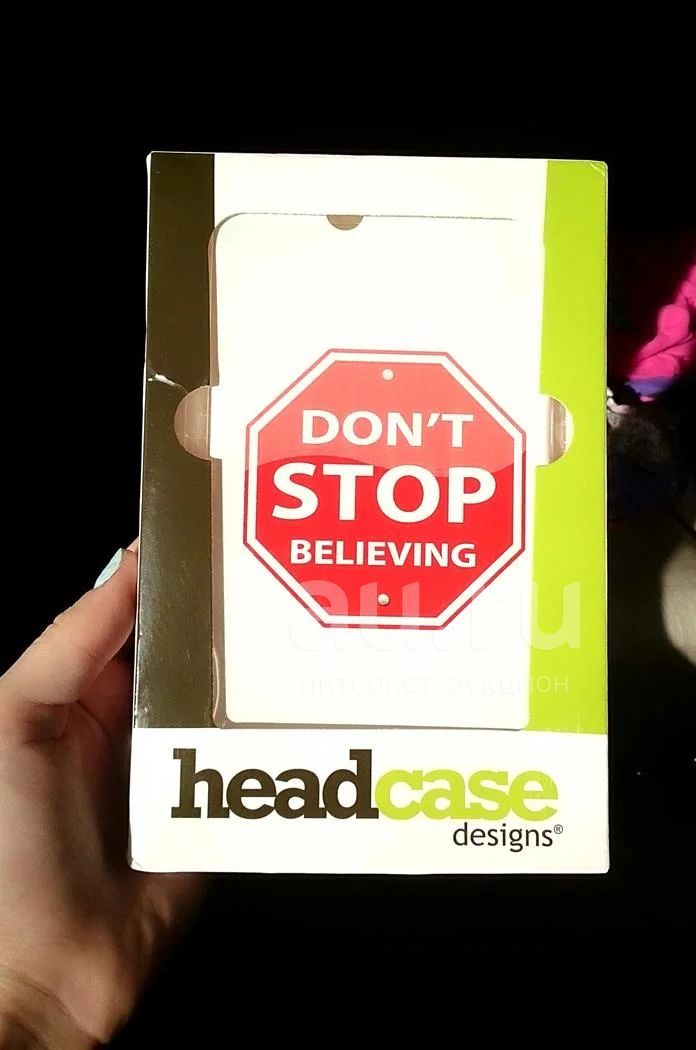 DON'T
STOP
BELIEVING
au.ru
интернет-аукцион
headcase
designs®